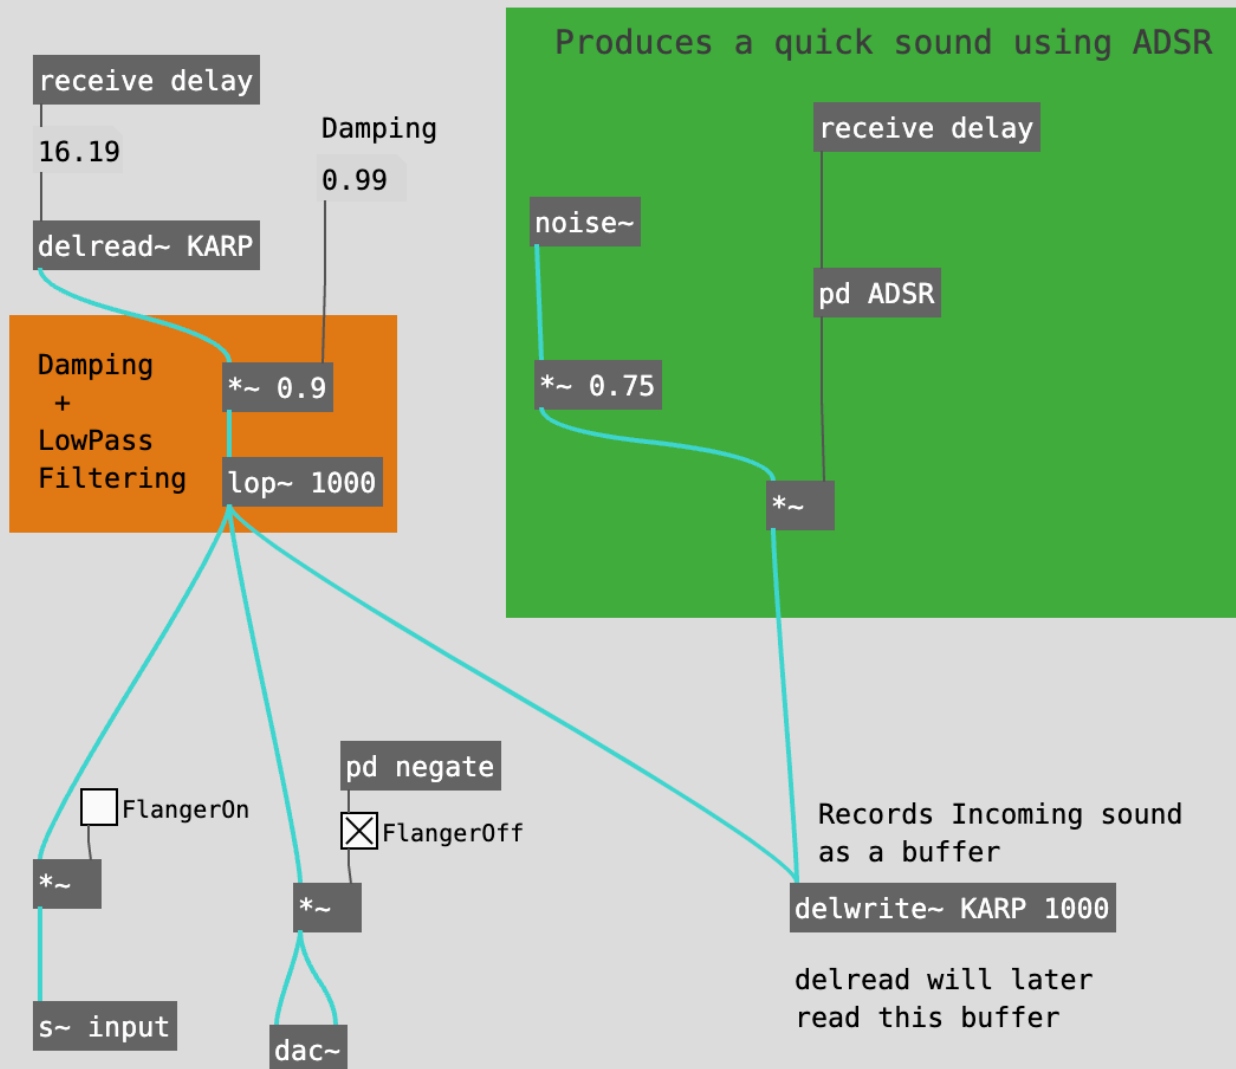 Produces a quick sound using ADSR
receive delay
16.19
delread~ KARP
Damping
0.99
Damping
+
LowPass
Filtering
*~ 0.9
lop~ 1000
receive delay
noise~
pd ADSR
*~ 0.75
*~
FlangerOn
*~
s~ input
pd negate
FlangerOff
*~
dac~
Records Incoming sound
as a buffer
delwrite~ KARP 1000
delread will later
read this buffer